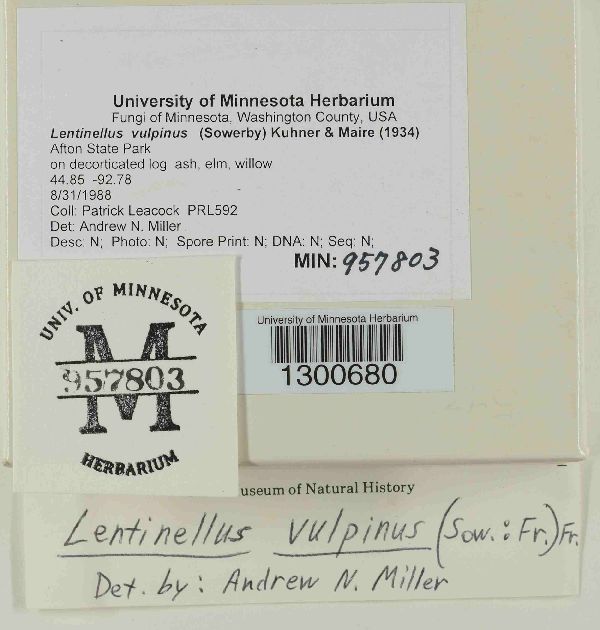 University of Minnesota Herbarium
Fungi of Minnesota, Washington County, USA
Lentinellus vulpinus (Sowerby) Kuhner & Maire (1934)
Afton State Park
on decorticated log ash, elm, willow
44.85 -92.78
8/31/1988
Coll: Patrick Leacock PRL592
Det: Andrew N. Miller
Desc: N; Photo: N; Spore Print: N; DNA: N; Seq: N;
MIN: 957803
UNIV. OF MINNESOTA
M
957803
HERBARIUM
University of Minnesota Herbarium
1300680
useum of Natural History
Lentinellus vulpinus (Sow.: Fr.) Fr.
Det. by: Andrew N. Miller